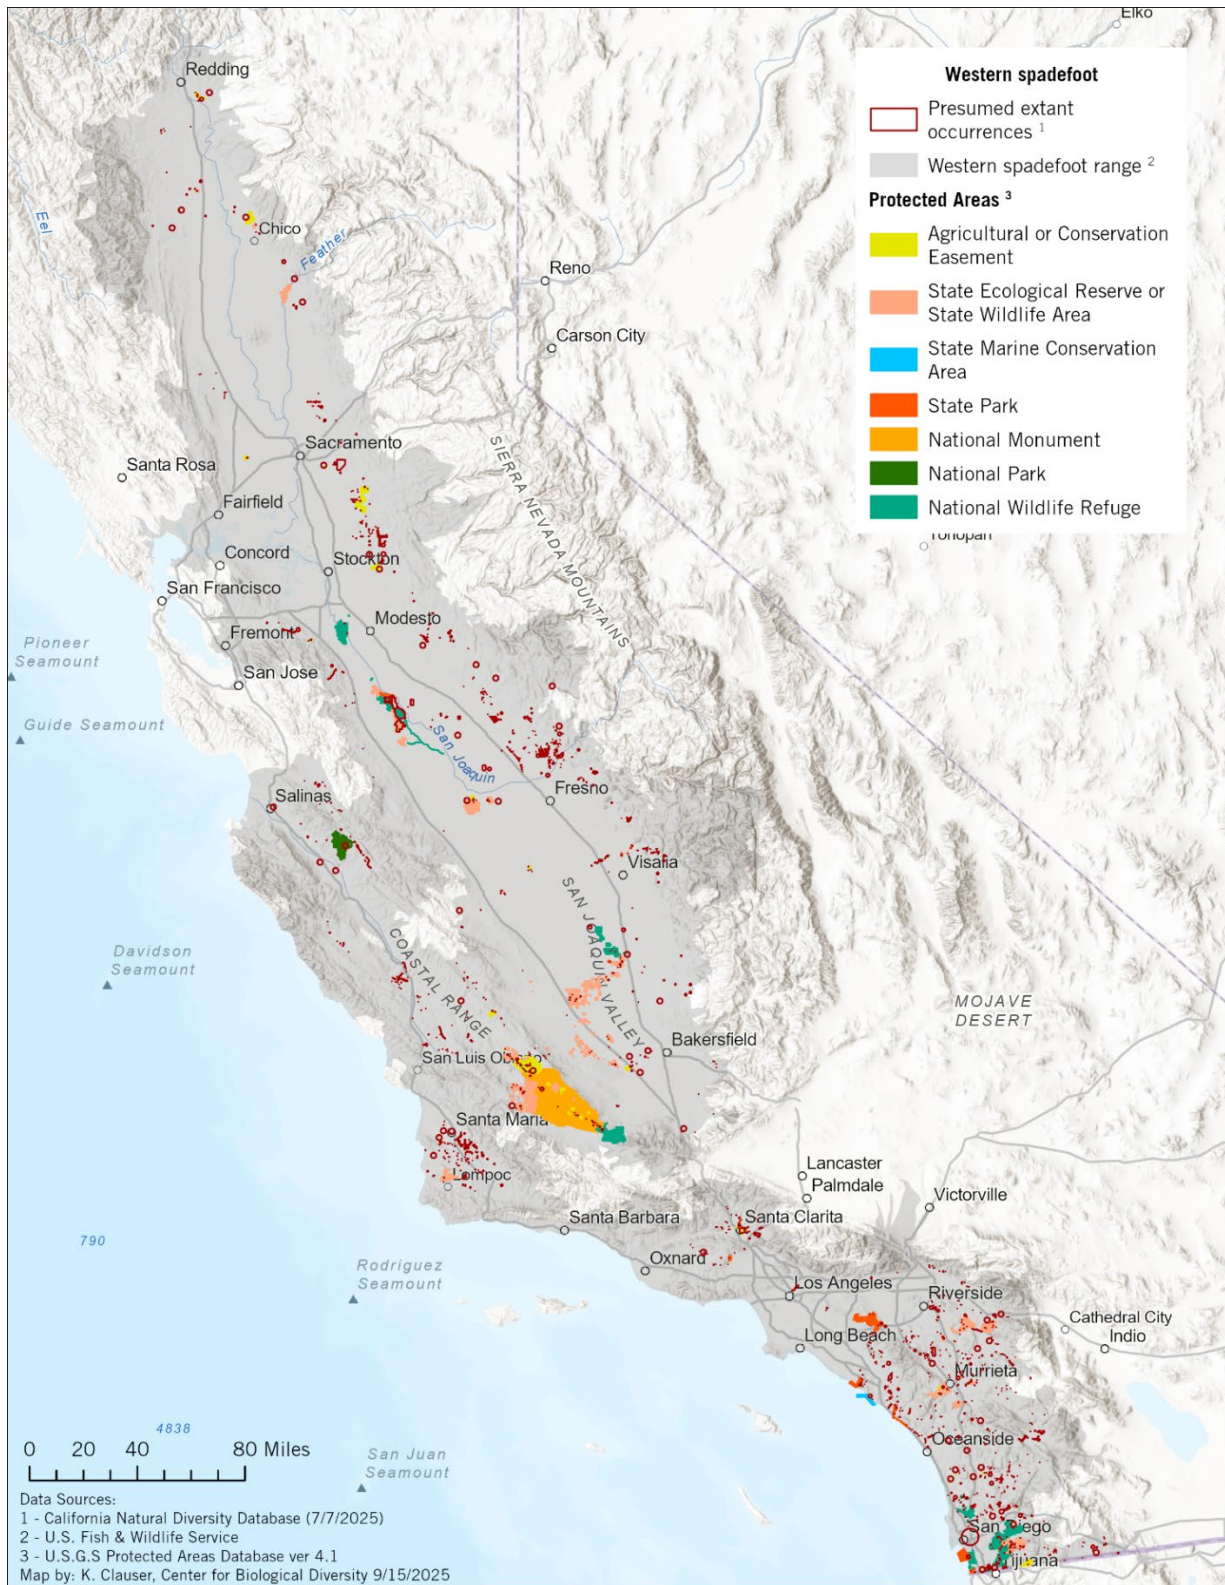 Elko
Redding
Western spadefoot
Presumed extant
occurrences 1
Western spadefoot range 2
Protected Areas 3
Agricultural or Conservation
Easement
State Ecological Reserve or
State Wildlife Area
State Marine Conservation
Area
State Park
National Monument
National Park
National Wildlife Refuge
Eel
Chico
Feather
Reno
Carson City
Sacramento
Santa Rosa
SIERRA NEVADA MOUNTAINS
Fairfield
Tonopah
Concord
Stockton
San Francisco
Modesto
Fremont
Pioneer
Seamount
San Jose
Guide Seamount
San Joaquin
Salinas
Fresno
Visalia
SAN JOAQUIN VALLEY
COASTAL RANGE
Davidson
Seamount
MOJAVE
DESERT
Bakersfield
San Luis Obispo
Santa Maria
Lompoc
Lancaster
Palmdale
Victorville
Santa Barbara
Santa Clarita
790
Oxnard
Rodriguez
Seamount
Los Angeles
Riverside
Cathedral City
Indio
Long Beach
Murrieta
4838
Oceanside
0 20 40 80 Miles
San Juan
Seamount
San Diego
Tijuana
Data Sources:
1 - California Natural Diversity Database (7/7/2025)
2 - U.S. Fish & Wildlife Service
3 - U.S.G.S Protected Areas Database ver 4.1
Map by: K. Clauser, Center for Biological Diversity 9/15/2025